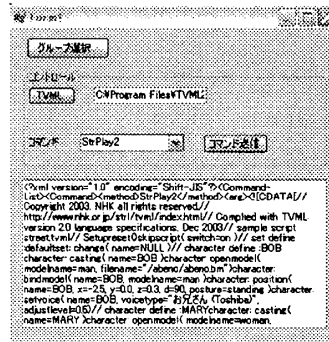 Form1
グループ選択
コントロール
TVML
C:¥Program Files¥TVML2
コマンド
StrPlay2
コマンド送信
<?xml version="1.0" encoding="Shift-JIS"?><Command-
List><Command><method>StrPlay2</method><arg><![CDATA[//
Copyright 2003, NHK all rights reserved.//
http://www.nhk.or.jp/strl/tvml/index.html// Complied with TVML
version 2.0 language specifications, Dec 2003// sample script
street.tvml// Setupreset()skipscript( switch=on )// set define
defaultset: change( name=NULL )// character define :BOB
character: casting( name=BOB )character: openmodel(
modelname=man, filename="/abeno/abeno.bm")character:
bindmodel( name=BOB, modelname=man )character: position(
name=BOB, x=-2.5, y=0.0, z=0.3, d=90, posture=standing )character:
setvoice( name=BOB, voicetype="お兄さん (Toshiba)",
adjustlevel=0.6)// character define :MARYcharacter: casting(
name=MARY )character: openmodel( modelname=woman,